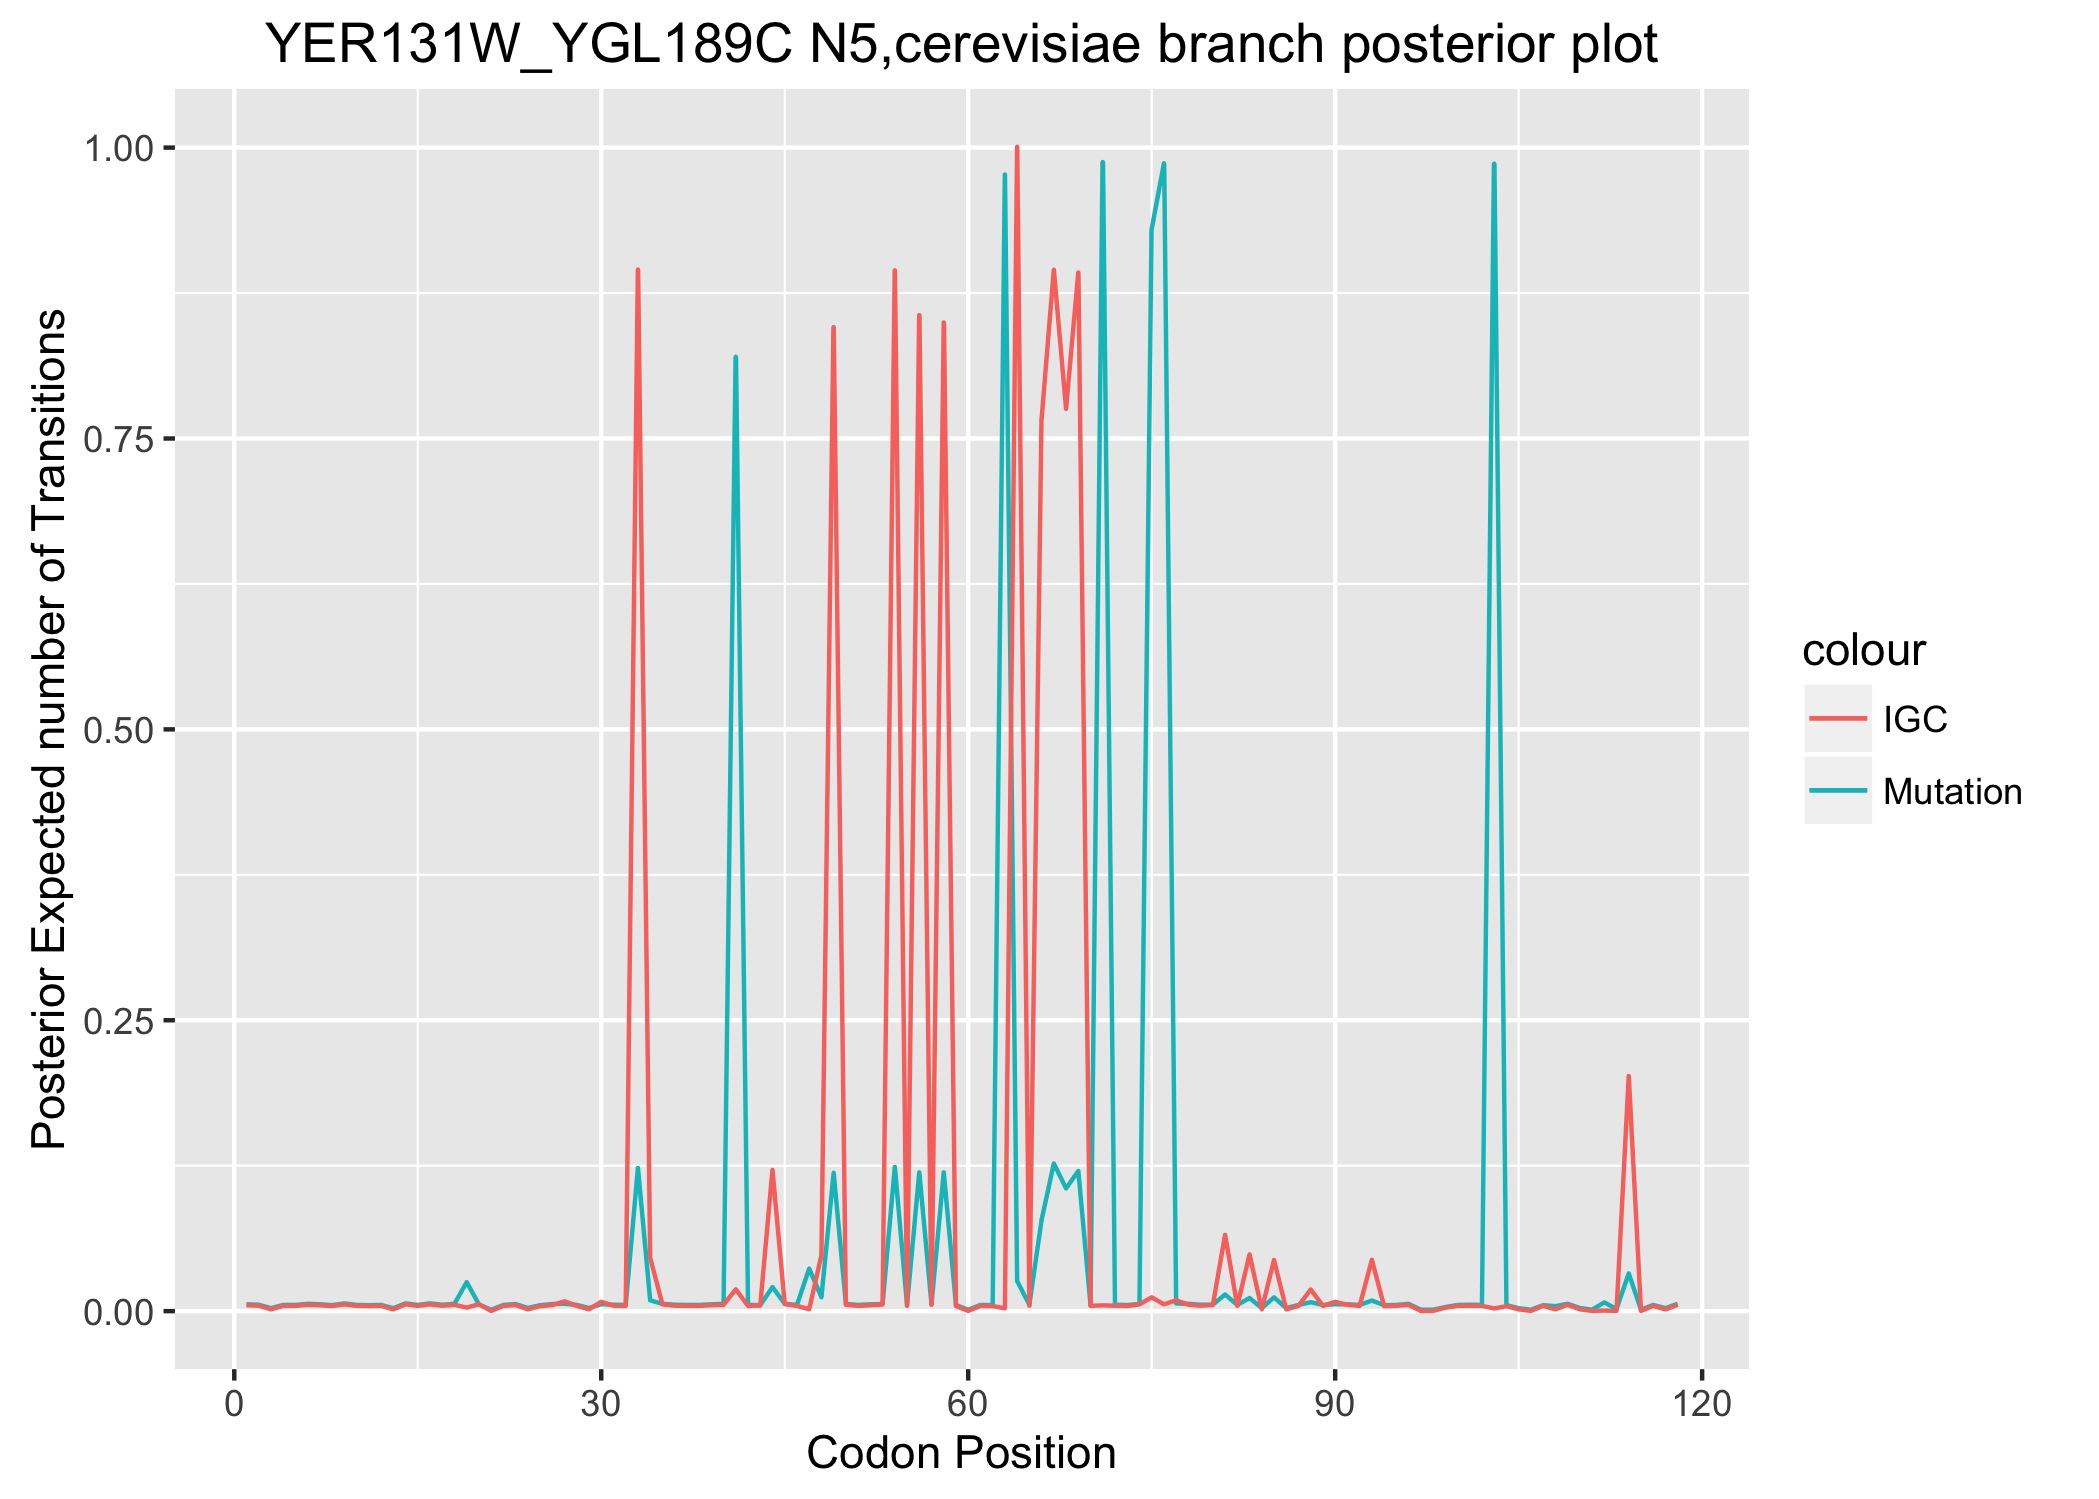 YER131W_YGL189C N5,cerevisiae branch posterior plot
Posterior Expected number of Transitions
1.00
0.75
0.50
0.25
0.00
0
30
60
90
120
Codon Position
colour
IGC
Mutation